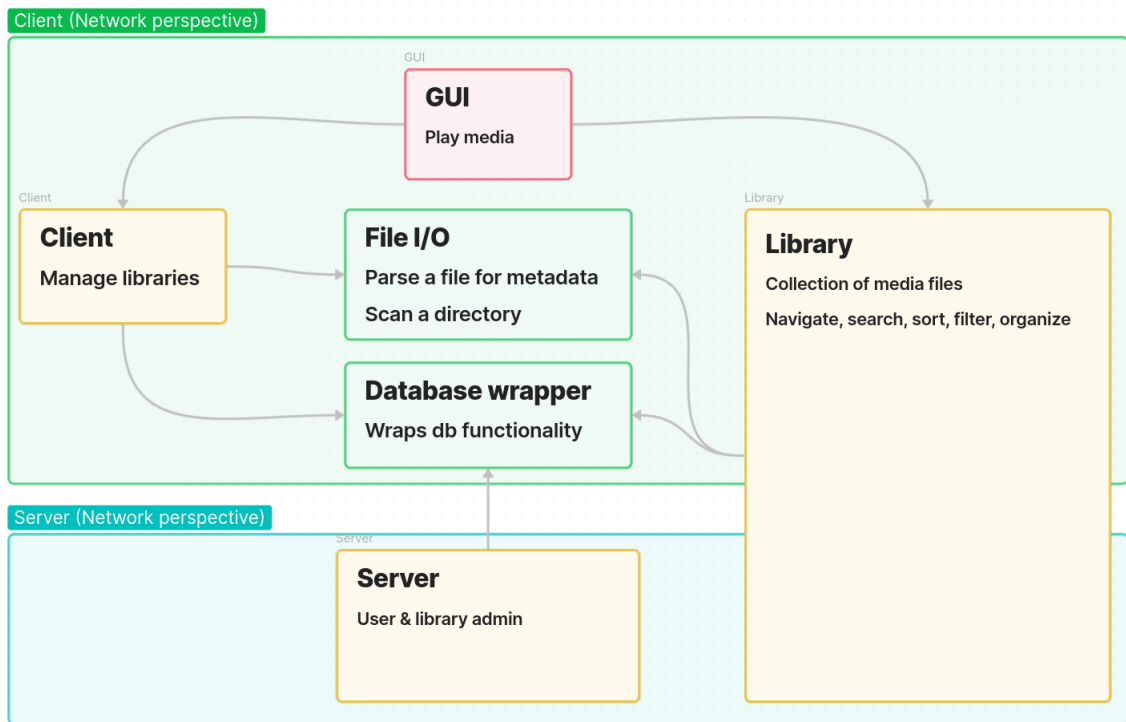 Client (Network perspective)
GUI
GUI
Play media
Client
Client
Manage libraries
File I/O
Parse a file for metadata
Scan a directory
Library
Library
Collection of media files
Navigate, search, sort, filter, organize
Database wrapper
Wraps db functionality
Server (Network perspective)
Server
Server
User & library admin